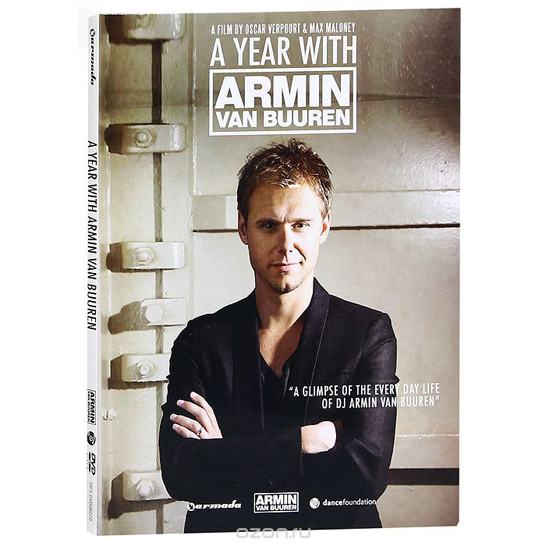 A FILM BY OSCAR VERPOORT & MAX MALONEY
A YEAR WITH
ARMIN
VAN BUUREN
"A GLIMPSE OF THE EVERY DAY LIFE
OF DJ ARMIN VAN BUUREN"
armada
ARMIN
VAN BUUREN
dancefoundation
armada
A YEAR WITH ARMIN VAN BUUREN
ARMIN
VAN BUUREN
DVD
ozon.ru